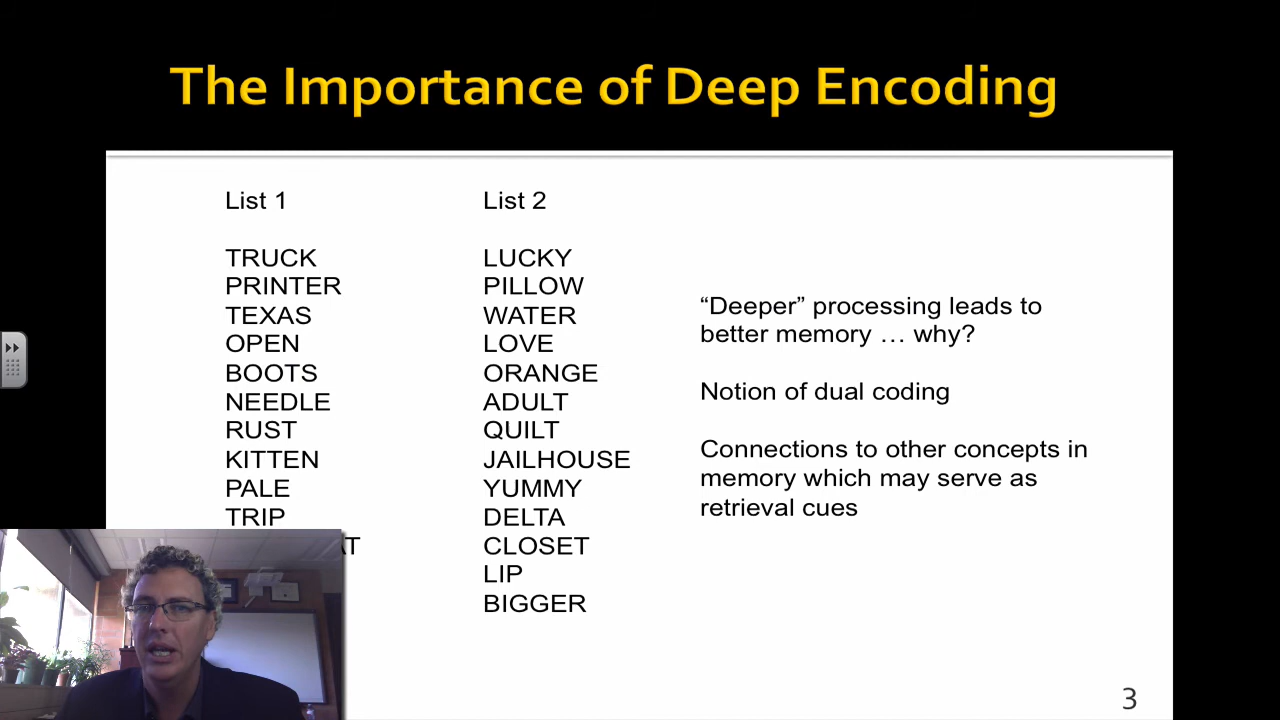 The Importance of Deep Encoding
List 1
TRUCK
PRINTER
TEXAS
OPEN
BOOTS
NEEDLE
RUST
KITTEN
PALE
TRIP
AT
List 2
LUCKY
PILLOW
WATER
LOVE
ORANGE
ADULT
QUILT
JAILHOUSE
YUMMY
DELTA
CLOSET
LIP
BIGGER
“Deeper” processing leads to
better memory … why?
Notion of dual coding
Connections to other concepts in
memory which may serve as
retrieval cues
3